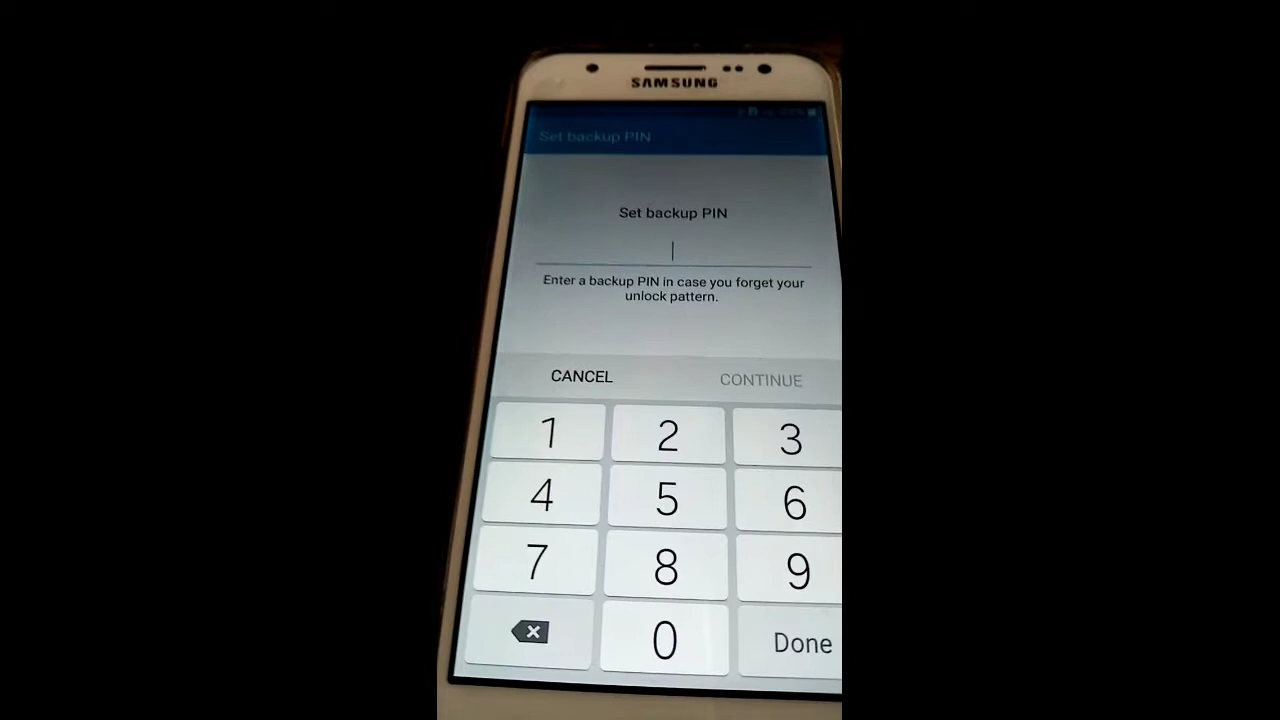 SAMSUNG
Set backup PIN
Set backup PIN
Enter a backup PIN in case you forget your
unlock pattern.
CANCEL CONTINUE
1 2 3
4 5 6
7 8 9
0 Done